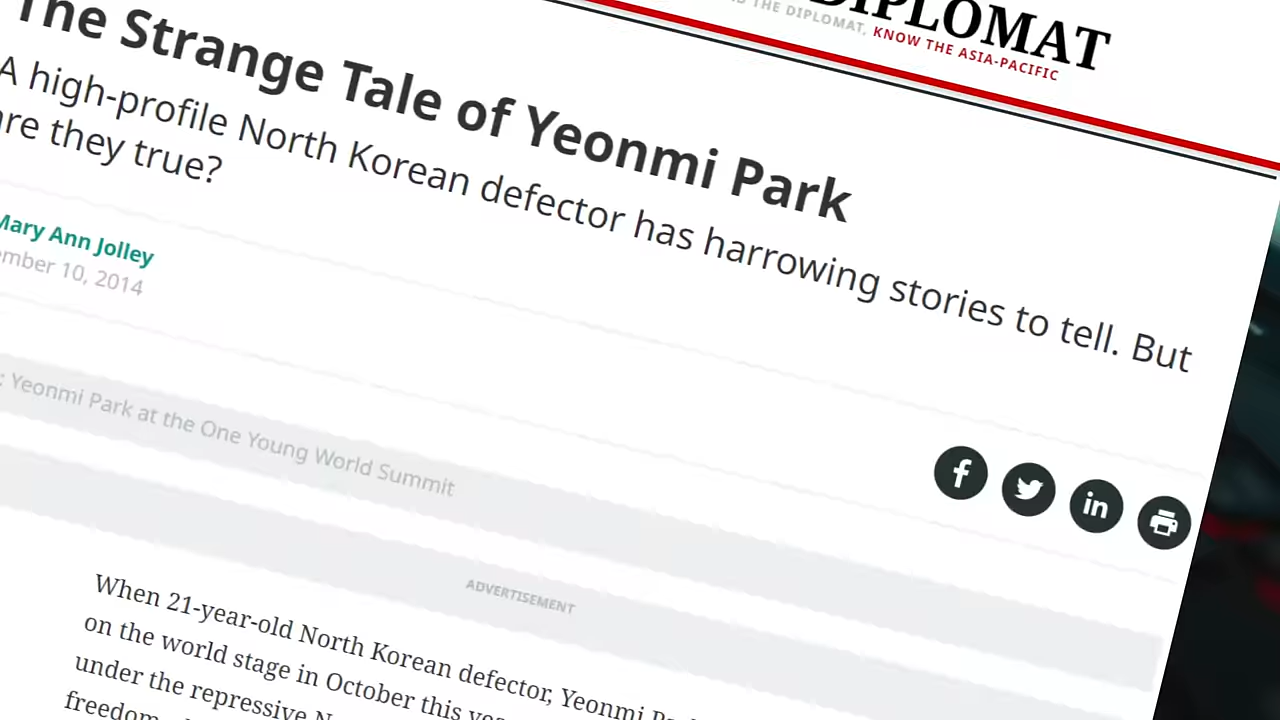 DIPLOMAT
THE DIPLOMAT, KNOW THE ASIA-PACIFIC
The Strange Tale of Yeonmi Park
A high-profile North Korean defector has harrowing stories to tell. But
are they true?
Mary Ann Jolley
10, 2014
: Yeonmi Park at the One Young World Summit
ADVERTISEMENT
When 21-year-old North Korean defector, Yeonmi
on the world stage in October this
under the repressive
freedom